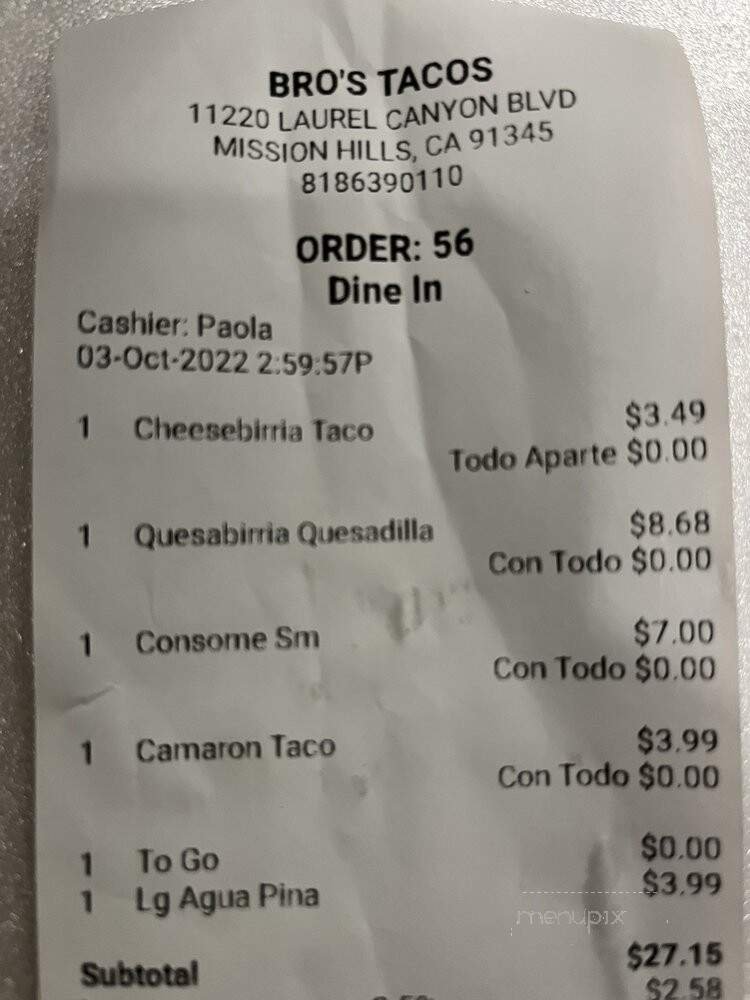 BRO'S TACOS
11220 LAUREL CANYON BLVD
MISSION HILLS, CA 91345
8186390110
ORDER: 56
Dine In
Cashier: Paola
03-Oct-2022 2:59:57P
1 Cheesebirria Taco $3.49
Todo Aparte $0.00
1 Quesabirria Quesadilla $8.68
Con Todo $0.00
1 Consome Sm $7.00
Con Todo $0.00
1 Camaron Taco $3.99
Con Todo $0.00
1 To Go $0.00
1 Lg Agua Pina $3.99
menupix
Subtotal $27.15
$2.58